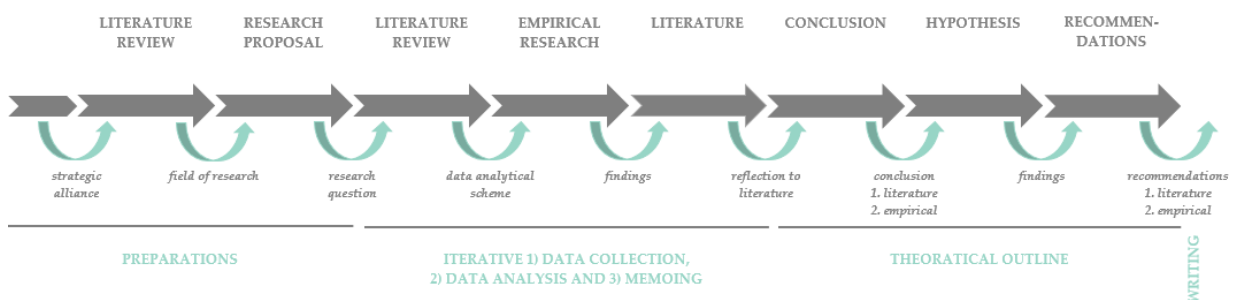 LITERATURE
REVIEW
RESEARCH
PROPOSAL
LITERATURE
REVIEW
EMPIRICAL
RESEARCH
LITERATURE
CONCLUSION
HYPOTHESIS
RECOMMEN-
DATIONS
strategic
alliance
field of research
research
question
data analytical
scheme
findings
reflection to
literature
conclusion
1. literature
2. empirical
findings
recommendations
1. literature
2. empirical
PREPARATIONS
ITERATIVE 1) DATA COLLECTION,
2) DATA ANALYSIS AND 3) MEMOING
THEORATICAL OUTLINE
WRITING